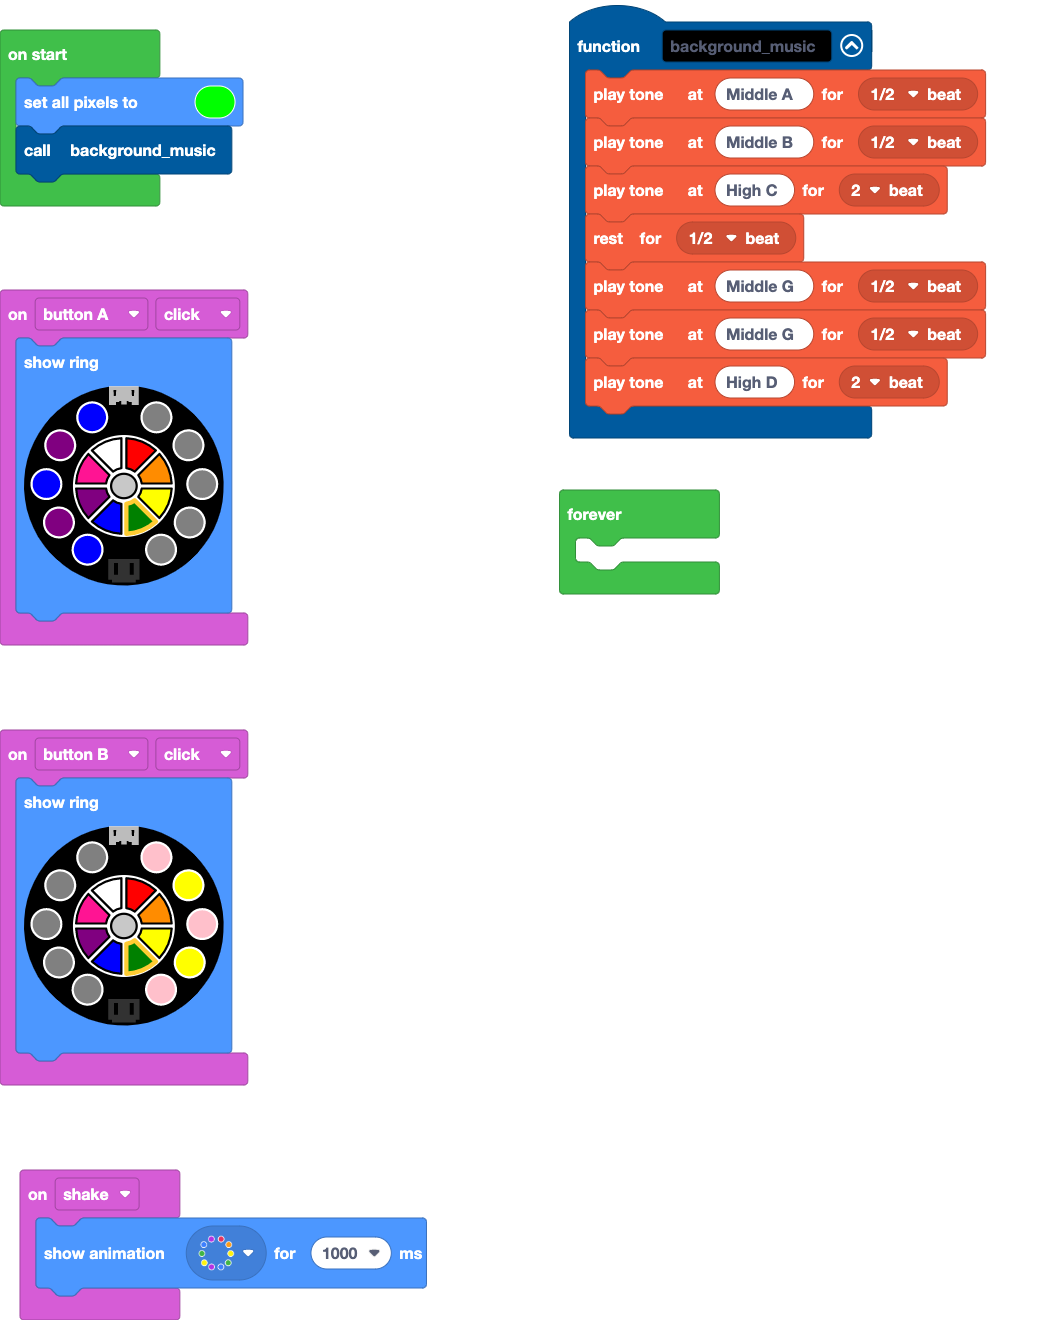 on start
set all pixels to
call background_music
on button A click
show ring
on button B click
show ring
on shake
show animation for 1000 ms
function background_music
play tone at Middle A for 1/2 beat
play tone at Middle B for 1/2 beat
play tone at High C for 2 beat
rest for 1/2 beat
play tone at Middle G for 1/2 beat
play tone at Middle G for 1/2 beat
play tone at High D for 2 beat
forever